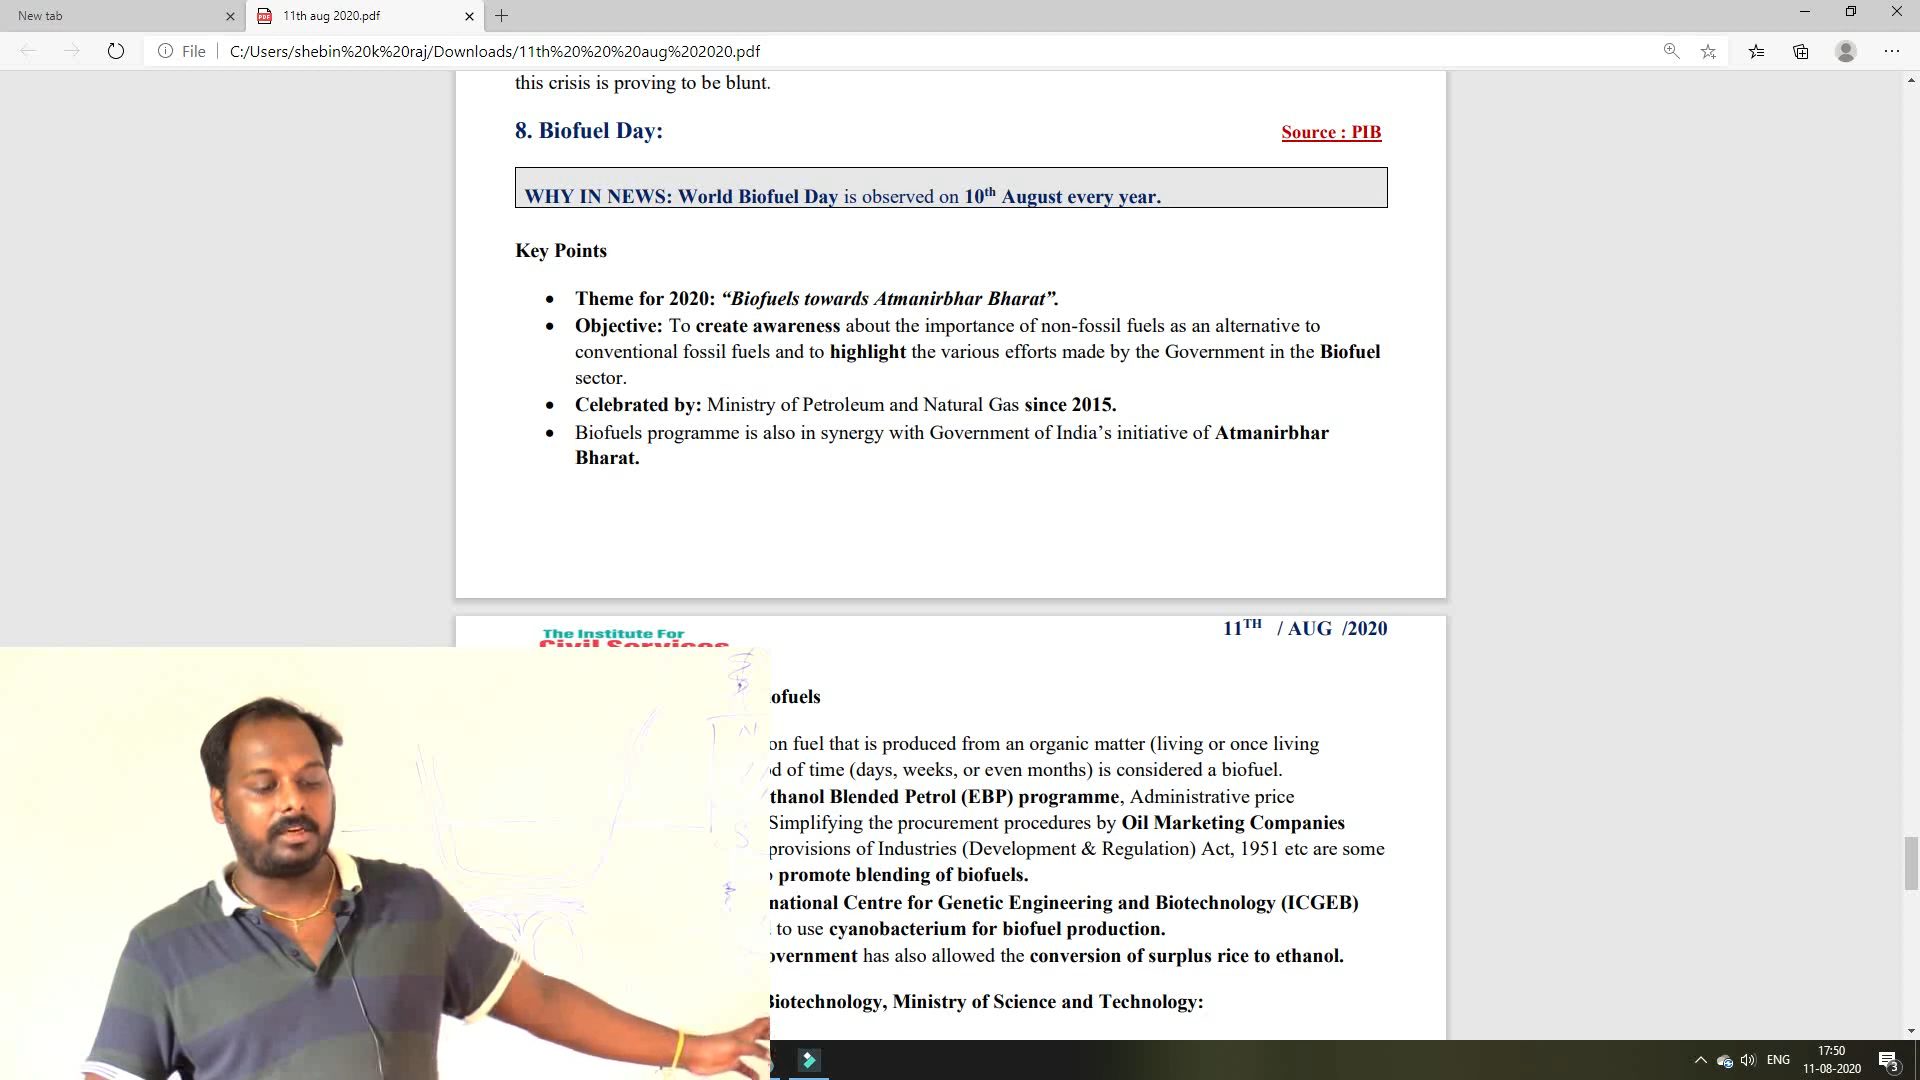 New tab
11th aug 2020.pdf
File
C:/Users/shebin%20k%20raj/Downloads/11th%20%20%20aug%202020.pdf
this crisis is proving to be blunt.
8. Biofuel Day:
Source : PIB
WHY IN NEWS: World Biofuel Day is observed on 10th August every year.
Key Points
• Theme for 2020: “Biofuels towards Atmanirbhar Bharat”.
• Objective: To create awareness about the importance of non-fossil fuels as an alternative to
conventional fossil fuels and to highlight the various efforts made by the Government in the Biofuel
sector.
• Celebrated by: Ministry of Petroleum and Natural Gas since 2015.
• Biofuels programme is also in synergy with Government of India’s initiative of Atmanirbhar
Bharat.
The Institute For
Civil Services
11TH / AUG /2020
ofuels
on fuel that is produced from an organic matter (living or once living
d of time (days, weeks, or even months) is considered a biofuel.
thanol Blended Petrol (EBP) programme, Administrative price
Simplifying the procurement procedures by Oil Marketing Companies
provisions of Industries (Development & Regulation) Act, 1951 etc are some
promote blending of biofuels.
national Centre for Genetic Engineering and Biotechnology (ICGEB)
to use cyanobacterium for biofuel production.
overnment has also allowed the conversion of surplus rice to ethanol.
Biotechnology, Ministry of Science and Technology:
ENG
17:50
11-08-2020
3